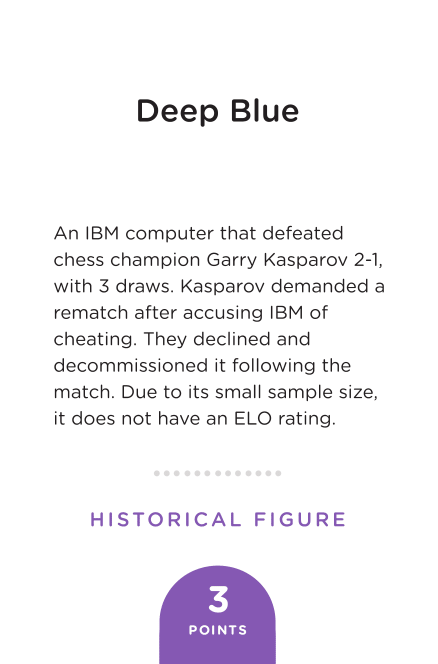 Deep Blue
An IBM computer that defeated
chess champion Garry Kasparov 2-1,
with 3 draws. Kasparov demanded a
rematch after accusing IBM of
cheating. They declined and
decommissioned it following the
match. Due to its small sample size,
it does not have an ELO rating.
HISTORICAL FIGURE
3
POINTS